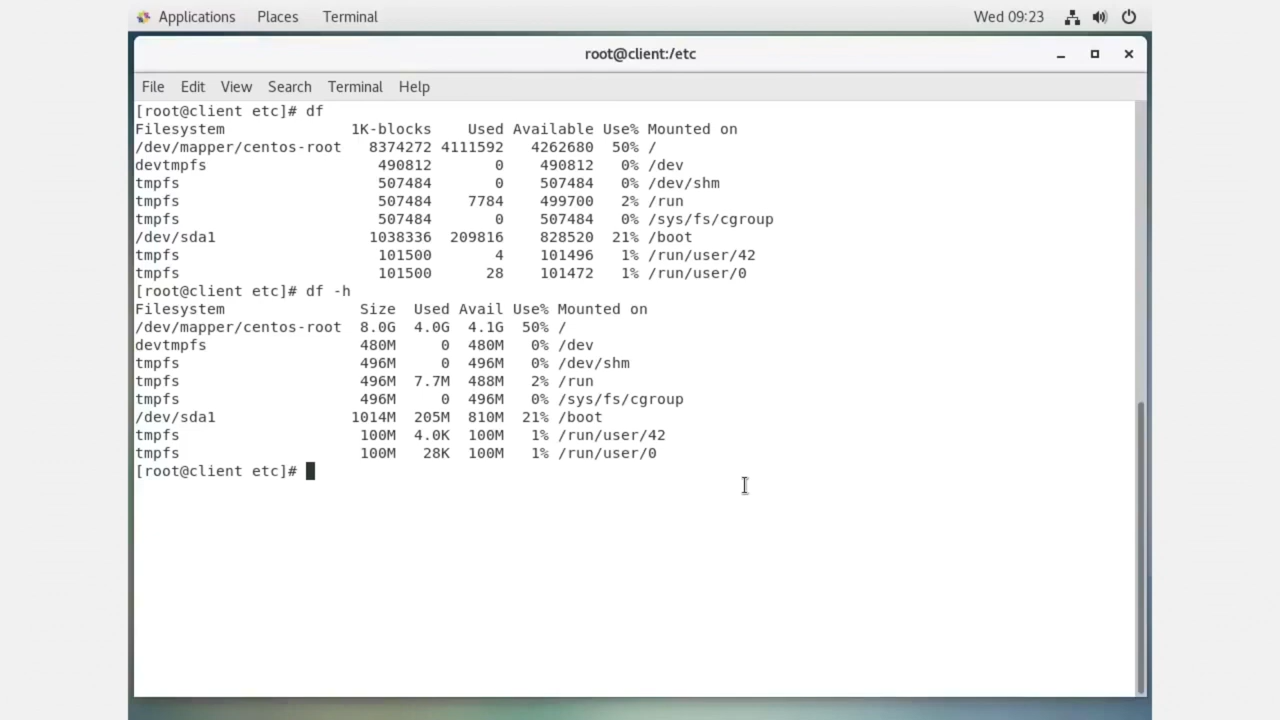 Applications Places Terminal Wed 09:23
root@client:/etc
File Edit View Search Terminal Help
[root@client etc]# df
Filesystem              1K-blocks    Used Available Use% Mounted on
/dev/mapper/centos-root   8374272 4111592   4262680  50% /
devtmpfs                   490812       0    490812   0% /dev
tmpfs                      507484       0    507484   0% /dev/shm
tmpfs                      507484    7784    499700   2% /run
tmpfs                      507484       0    507484   0% /sys/fs/cgroup
/dev/sda1                 1038336  209816    828520  21% /boot
tmpfs                      101500       4    101496   1% /run/user/42
tmpfs                      101500      28    101472   1% /run/user/0
[root@client etc]# df -h
Filesystem               Size  Used Avail Use% Mounted on
/dev/mapper/centos-root  8.0G  4.0G  4.1G  50% /
devtmpfs                 480M     0  480M   0% /dev
tmpfs                    496M     0  496M   0% /dev/shm
tmpfs                    496M  7.7M  488M   2% /run
tmpfs                    496M     0  496M   0% /sys/fs/cgroup
/dev/sda1               1014M  205M  810M  21% /boot
tmpfs                    100M  4.0K  100M   1% /run/user/42
tmpfs                    100M   28K  100M   1% /run/user/0
[root@client etc]#